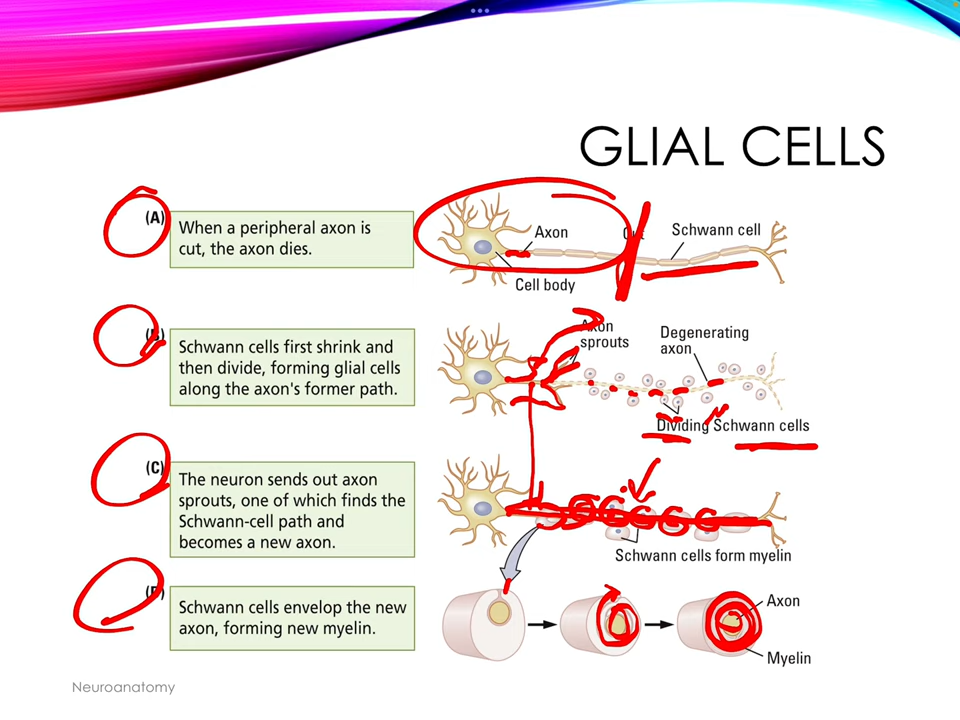 GLIAL CELLS
(A)
When a peripheral axon is
cut, the axon dies.
Axon
Schwann cell
Cell body
Schwann cells first shrink and
then divide, forming glial cells
along the axon's former path.
Axon
sprouts
Degenerating
axon
Dividing Schwann cells
(C)
The neuron sends out axon
sprouts, one of which finds the
Schwann-cell path and
becomes a new axon.
Schwann cells form myelin
Schwann cells envelop the new
axon, forming new myelin.
Axon
Myelin
Neuroanatomy